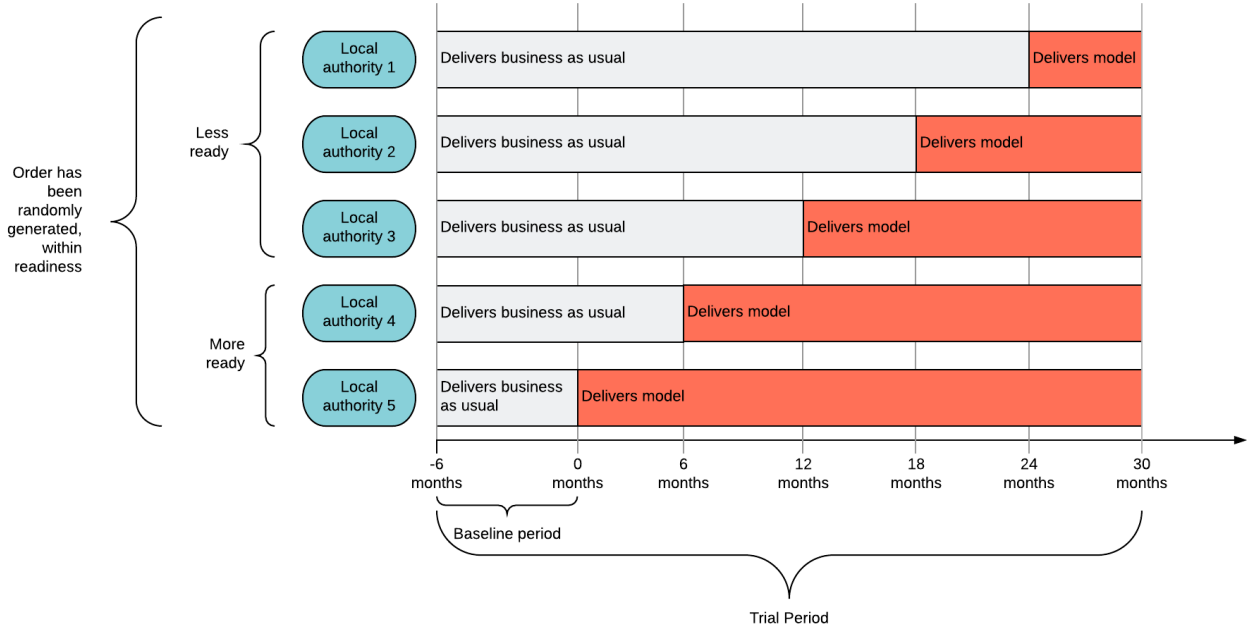 Order has
been
randomly
generated,
within
readiness
Less
ready
More
ready
Local
authority 1
Delivers business as usual
Delivers model
Local
authority 2
Delivers business as usual
Delivers model
Local
authority 3
Delivers business as usual
Delivers model
Local
authority 4
Delivers business as usual
Delivers model
Local
authority 5
Delivers business
as usual
Delivers model
-6
months
0
months
6
months
12
months
18
months
24
months
30
months
Baseline period
Trial Period